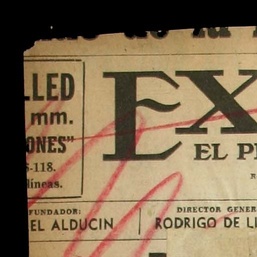 LLED
mm.
ONES"
-118.
líneas.
EX
EL P
FUNDADOR:
EL ALDUCIN
DIRECTOR GENER
RODRIGO DE L